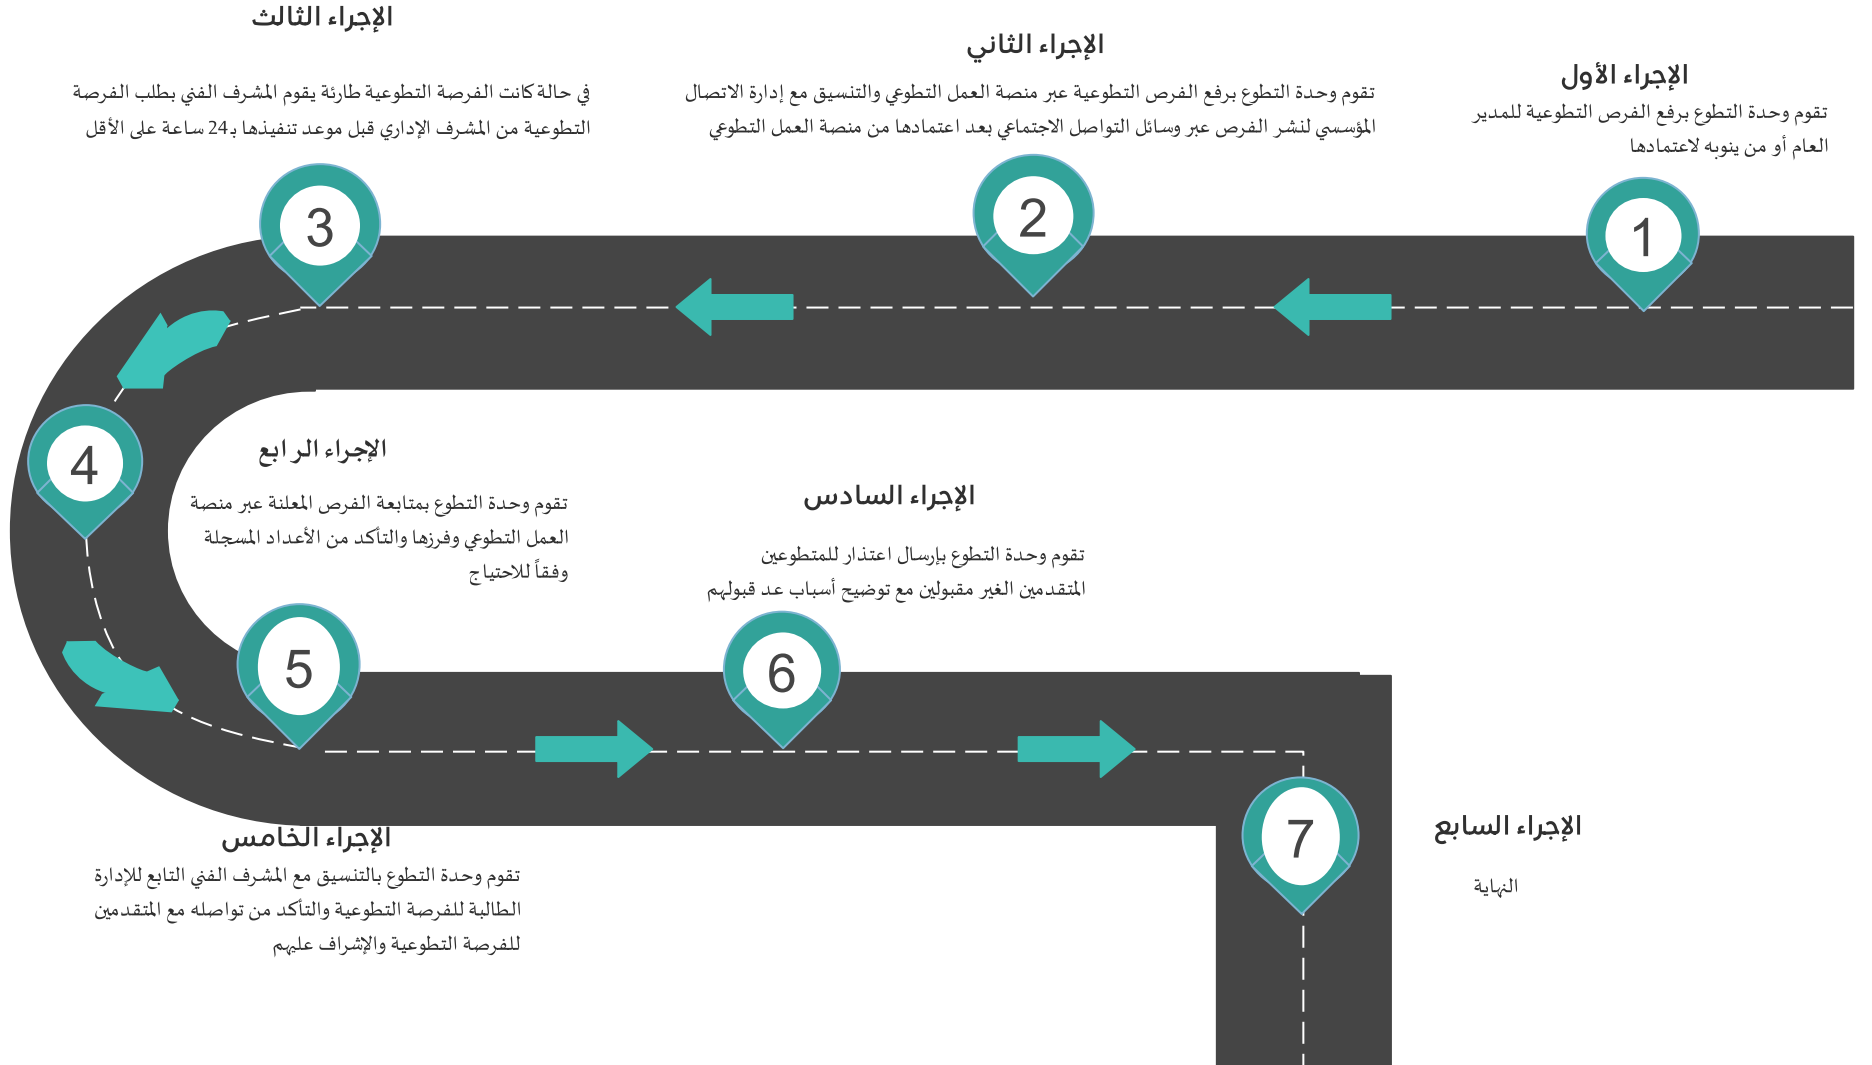 الإجراء الأول
تقوم وحدة التطوع برفع الفرص التطوعية للمدير
العام أو من ينوبه لاعتمادها
1
الإجراء الثاني
تقوم وحدة التطوع برفع الفرص التطوعية عبر منصة العمل التطوعي والتنسيق مع إدارة الاتصال
المؤسسي لنشر الفرص عبر وسائل التواصل الاجتماعي بعد اعتمادها من منصة العمل التطوعي
2
الإجراء الثالث
في حالة كانت الفرصة التطوعية طارئة يقوم المشرف الفني بطلب الفرصة
التطوعية من المشرف الإداري قبل موعد تنفيذها بـ 24 ساعة على الأقل
3
الإجراء الرابع
تقوم وحدة التطوع بمتابعة الفرص المعلنة عبر منصة
العمل التطوعي وفرزها والتأكد من الأعداد المسجلة
وفقاً للاحتياج
4
الإجراء الخامس
تقوم وحدة التطوع بالتنسيق مع المشرف الفني التابع للإدارة
الطالبة للفرصة التطوعية والتأكد من تواصله مع المتقدمين
للفرصة التطوعية والإشراف عليهم
5
الإجراء السادس
تقوم وحدة التطوع بإرسال اعتذار للمتطوعين
المتقدمين الغير مقبولين مع توضيح أسباب عد قبولهم
6
الإجراء السابع
النهاية
7